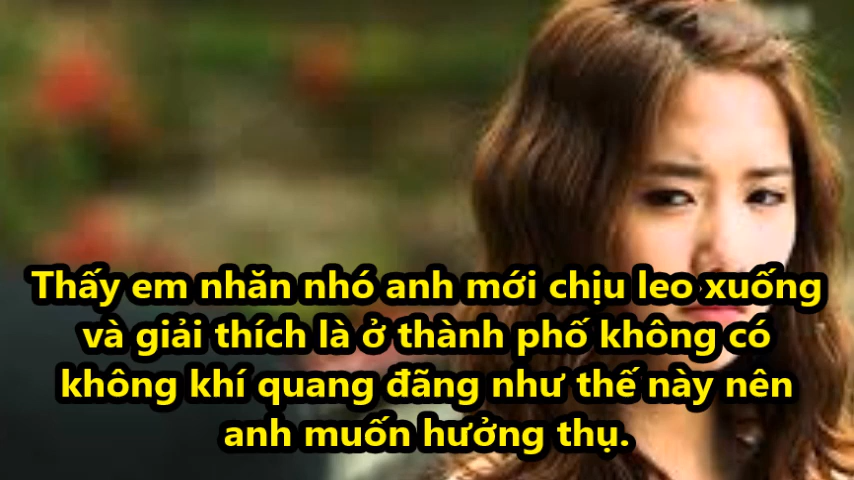 Thấy em nhăn nhó anh mới chịu leo xuống
và giải thích là ở thành phố không có
không khí quang đãng như thế này nên
anh muốn hưởng thụ.